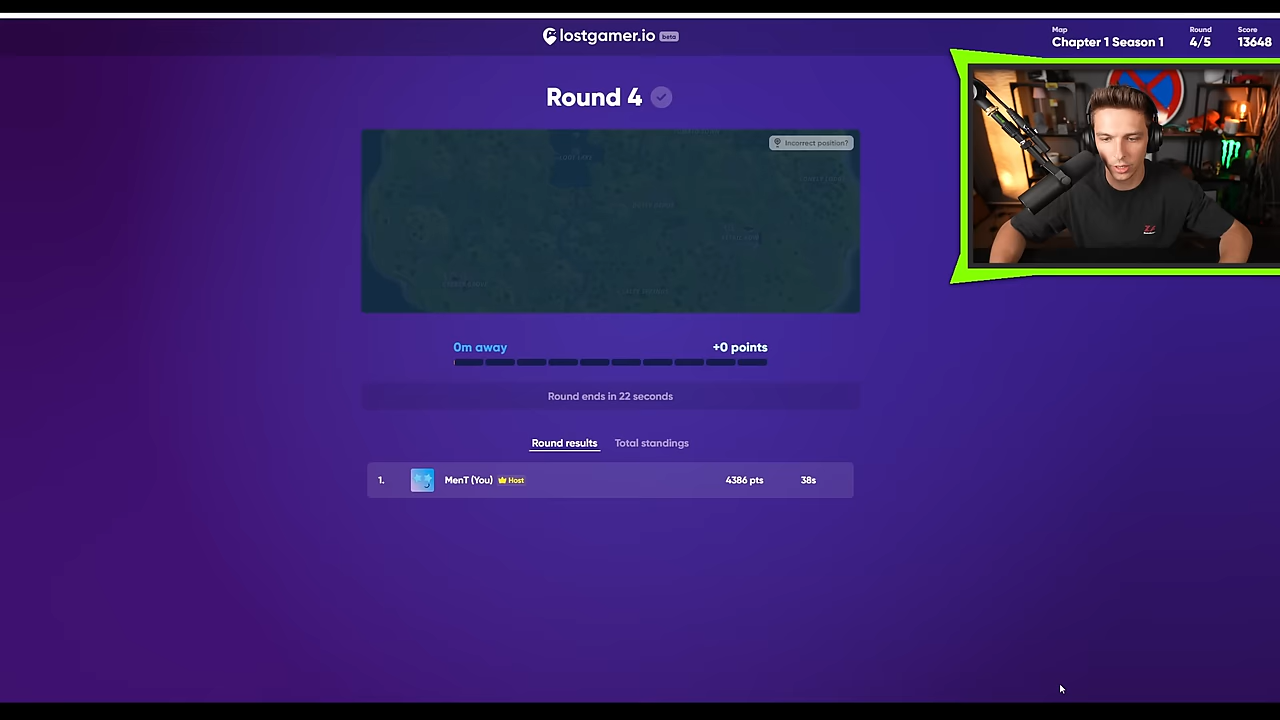 lostgamer.io beta
Map
Chapter 1 Season 1
Round
4/5
Score
13648
Round 4
Incorrect position?
0m away
+0 points
Round ends in 22 seconds
Round results
Total standings
1.
MenT (You)
Host
4386 pts
38s